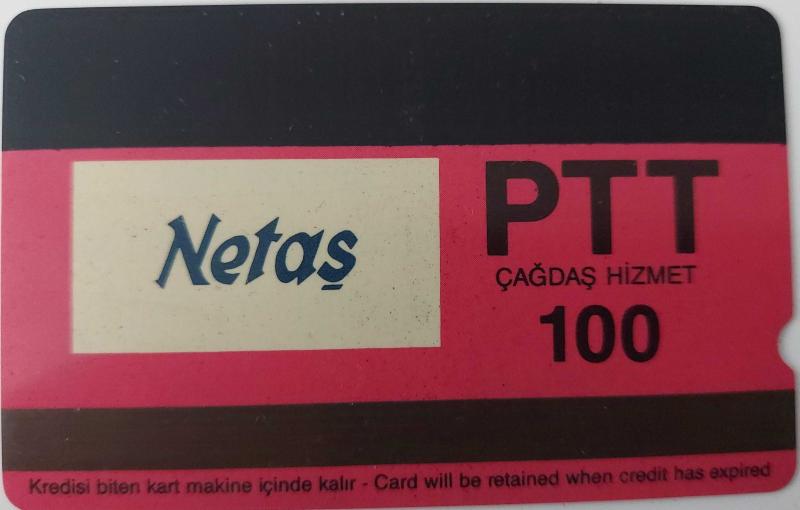 Netaş
PTT
ÇAĞDAŞ HİZMET
100
Kredisi biten kart makine içinde kalır - Card will be retained when credit has expired